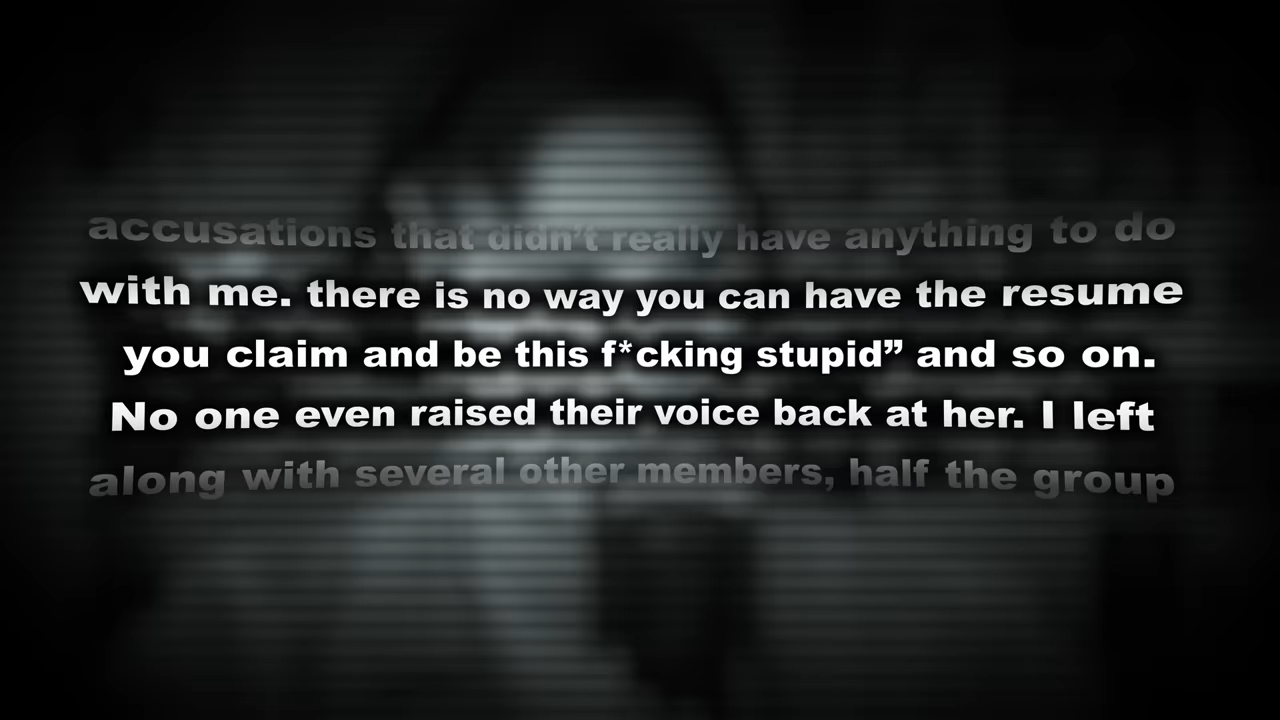 accusations that didn't really have anything to do
with me. there is no way you can have the resume
you claim and be this f*cking stupid” and so on.
No one even raised their voice back at her. I left
along with several other members, half the group